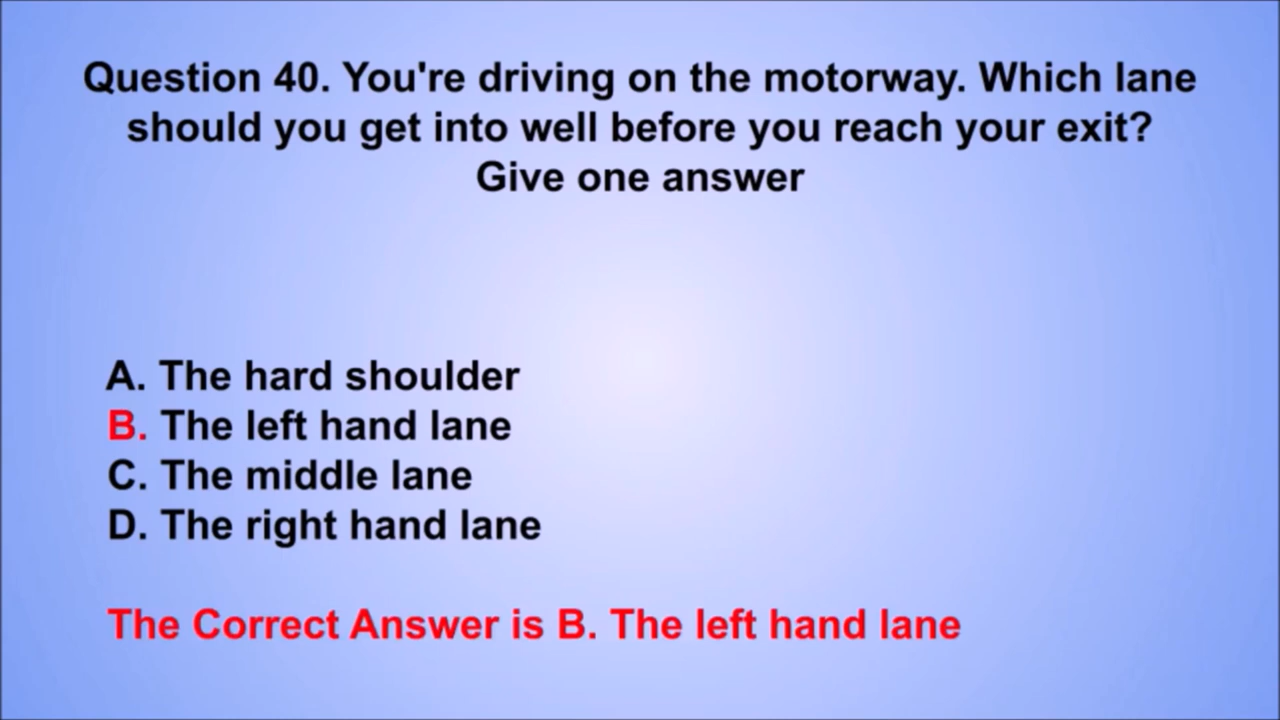 Question 40. You're driving on the motorway. Which lane
should you get into well before you reach your exit?
Give one answer
A. The hard shoulder
B. The left hand lane
C. The middle lane
D. The right hand lane
The Correct Answer is B. The left hand lane